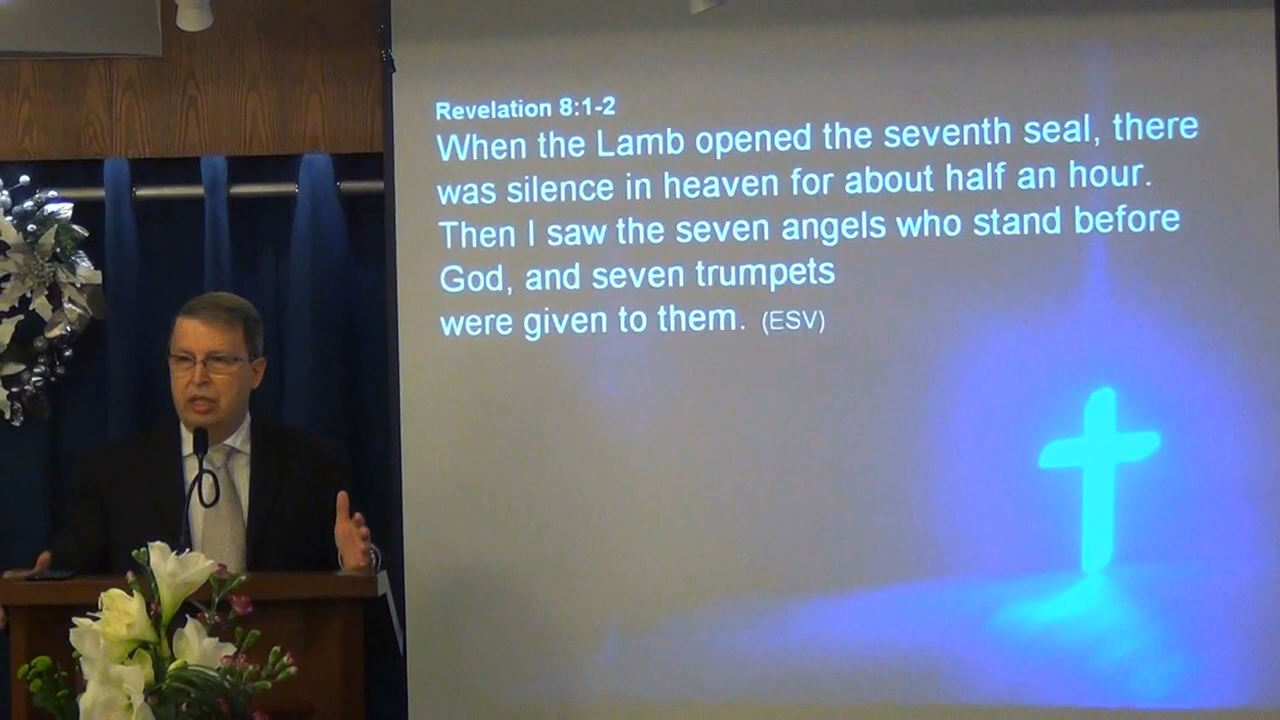 Revelation 8:1-2
When the Lamb opened the seventh seal, there
was silence in heaven for about half an hour.
Then I saw the seven angels who stand before
God, and seven trumpets
were given to them. (ESV)